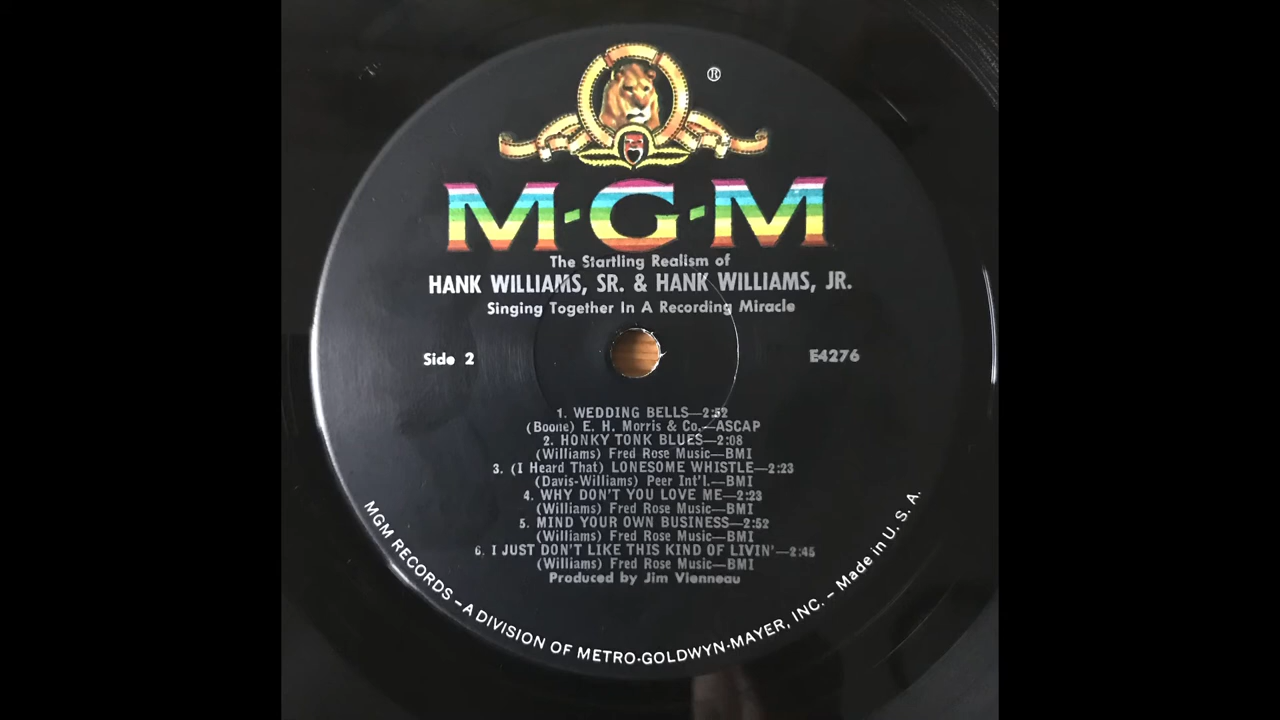 ®
M-G-M
The Startling Realism of
HANK WILLIAMS, SR. & HANK WILLIAMS, JR.
Singing Together In A Recording Miracle
Side 2
E4276
1. WEDDING BELLS—2:52
(Boone) E. H. Morris & Co.—ASCAP
2. HONKY TONK BLUES—2:08
(Williams) Fred Rose Music—BMI
3. (I Heard That) LONESOME WHISTLE—2:23
(Davis-Williams) Peer Int'l.—BMI
4. WHY DON'T YOU LOVE ME—2:23
(Williams) Fred Rose Music—BMI
5. MIND YOUR OWN BUSINESS—2:52
(Williams) Fred Rose Music—BMI
6. I JUST DON'T LIKE THIS KIND OF LIVIN'—2:45
(Williams) Fred Rose Music—BMI
Produced by Jim Vienneau
MGM RECORDS – A DIVISION OF METRO-GOLDWYN-MAYER, INC. – Made in U. S. A.